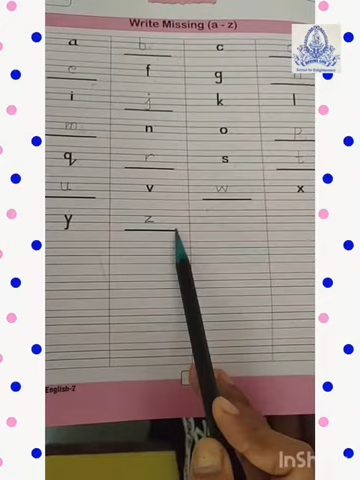 Write Missing (a - z)
a b c
e f g h
i j k l
m n o p
q r s t
u v w x
y z
English-2
InSh